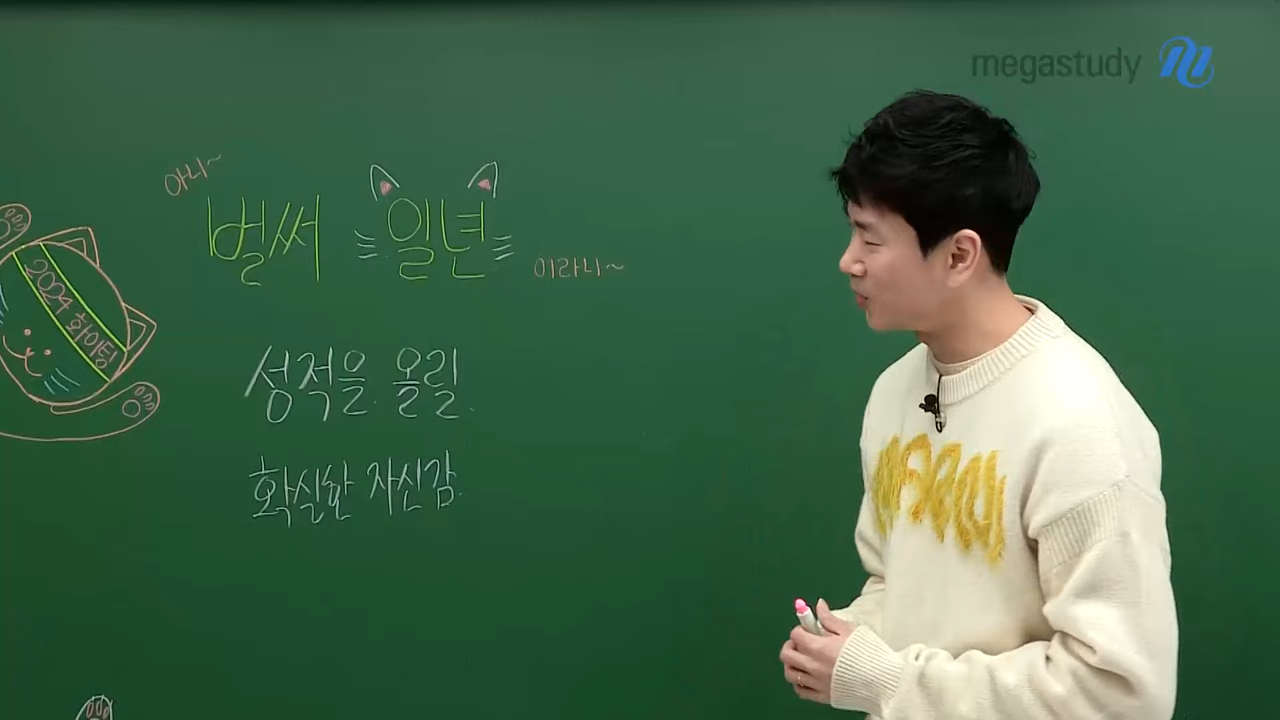 megastudy
아니~
벌써 일년
이라니~
2024 화이팅!
성적을 올릴
확실한 자신감